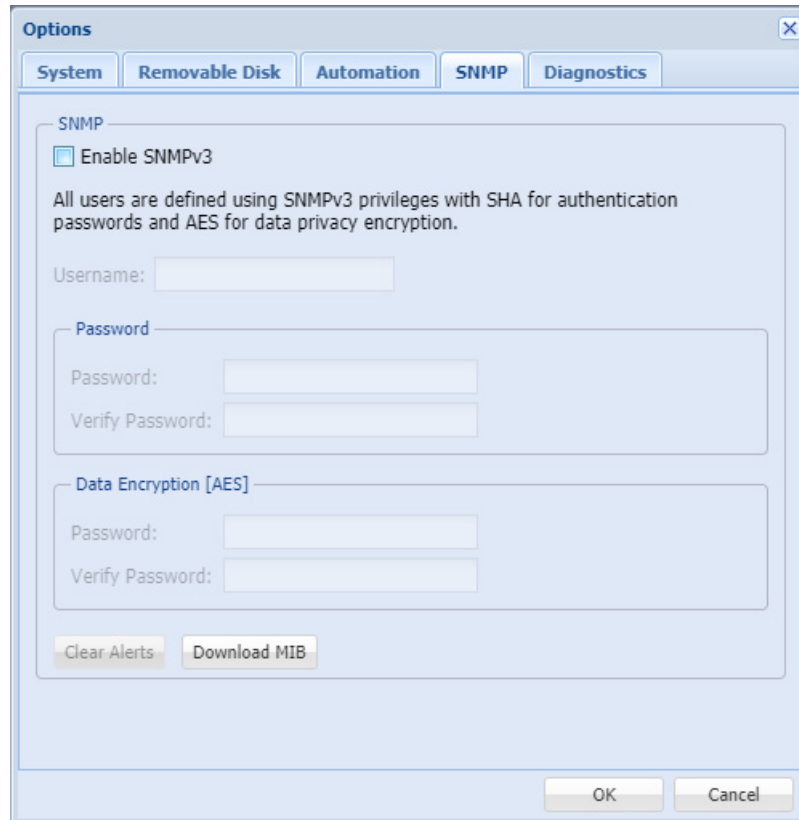 Options
System
Removable Disk
Automation
SNMP
Diagnostics
SNMP
Enable SNMPv3
All users are defined using SNMPv3 privileges with SHA for authentication
passwords and AES for data privacy encryption.
Username:
Password
Password:
Verify Password:
Data Encryption [AES]
Password:
Verify Password:
Clear Alerts
Download MIB
OK
Cancel